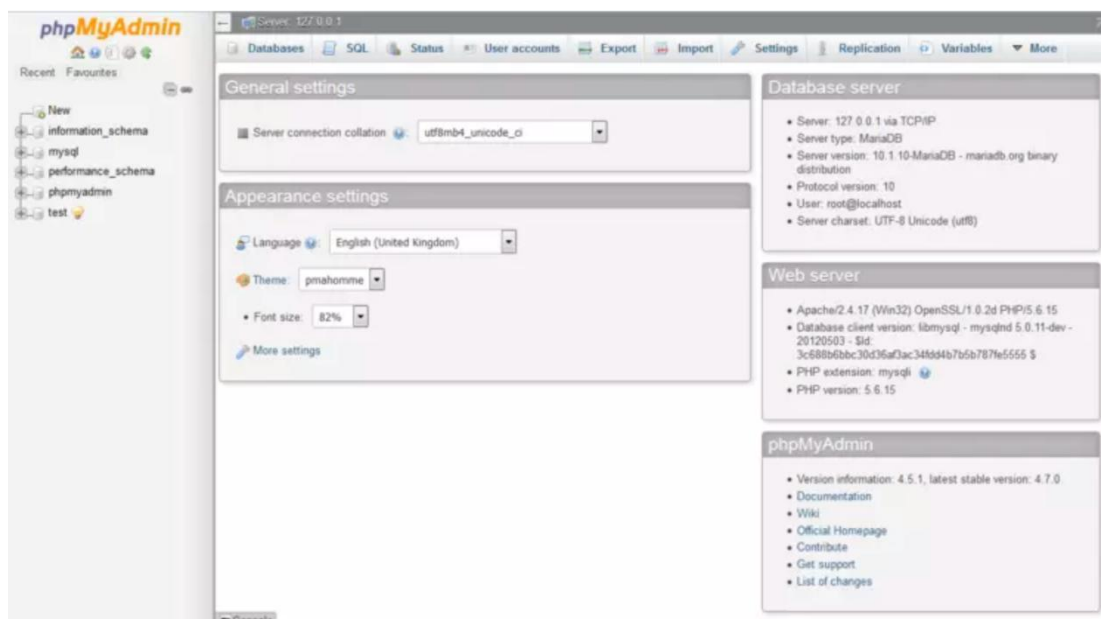 phpMyAdmin
Recent Favourites
New
information_schema
mysql
performance_schema
phpmyadmin
test
Server: 127.0.0.1
Databases SQL Status User accounts Export Import Settings Replication Variables More
General settings
Server connection collation : utf8mb4_unicode_ci
Appearance settings
Language : English (United Kingdom)
Theme: pmahomme
Font size: 82%
More settings
Database server
Server: 127.0.0.1 via TCP/IP
Server type: MariaDB
Server version: 10.1.10-MariaDB - mariadb.org binary
distribution
Protocol version: 10
User: root@localhost
Server charset: UTF-8 Unicode (utf8)
Web server
Apache/2.4.17 (Win32) OpenSSL/1.0.2d PHP/5.6.15
Database client version: libmysql - mysqlnd 5.0.11-dev -
20120503 - $Id:
3c688b6bbc30d36af3ac34fdd4b7b5b787fe5555 $
PHP extension: mysqli
PHP version: 5.6.15
phpMyAdmin
Version information: 4.5.1, latest stable version: 4.7.0
Documentation
Wiki
Official Homepage
Contribute
Get support
List of changes